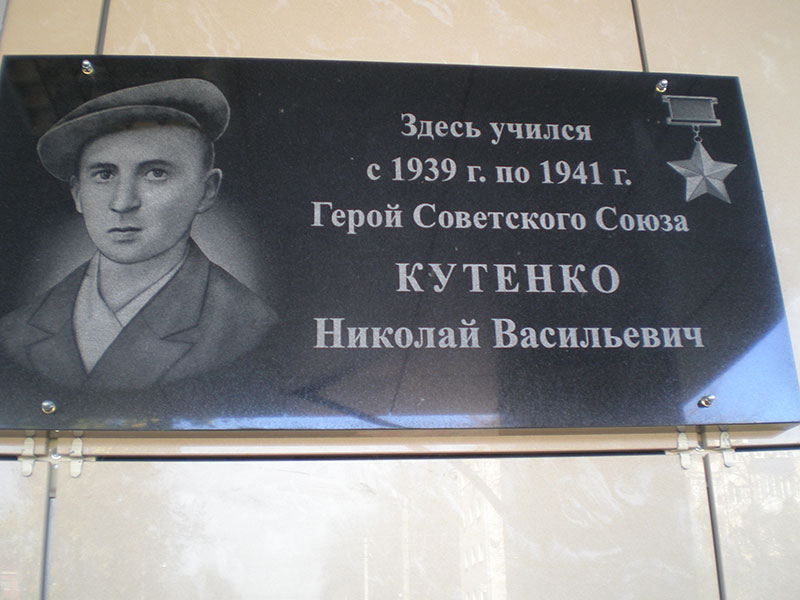 Здесь учился
с 1939 г. по 1941 г.
Герой Советского Союза
КУТЕНКО
Николай Васильевич